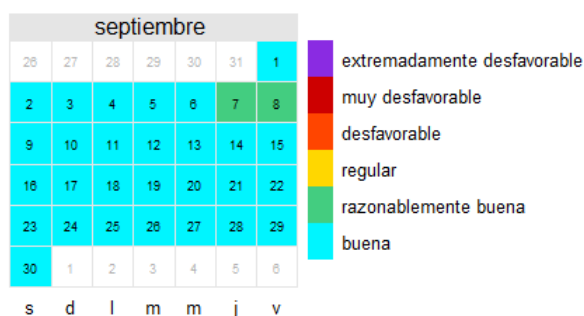 septiembre
26 27 28 29 30 31 1
2 3 4 5 6 7 8
9 10 11 12 13 14 15
16 17 18 19 20 21 22
23 24 25 26 27 28 29
30 1 2 3 4 5 6
s d l m m j v
extremadamente desfavorable
muy desfavorable
desfavorable
regular
razonablemente buena
buena